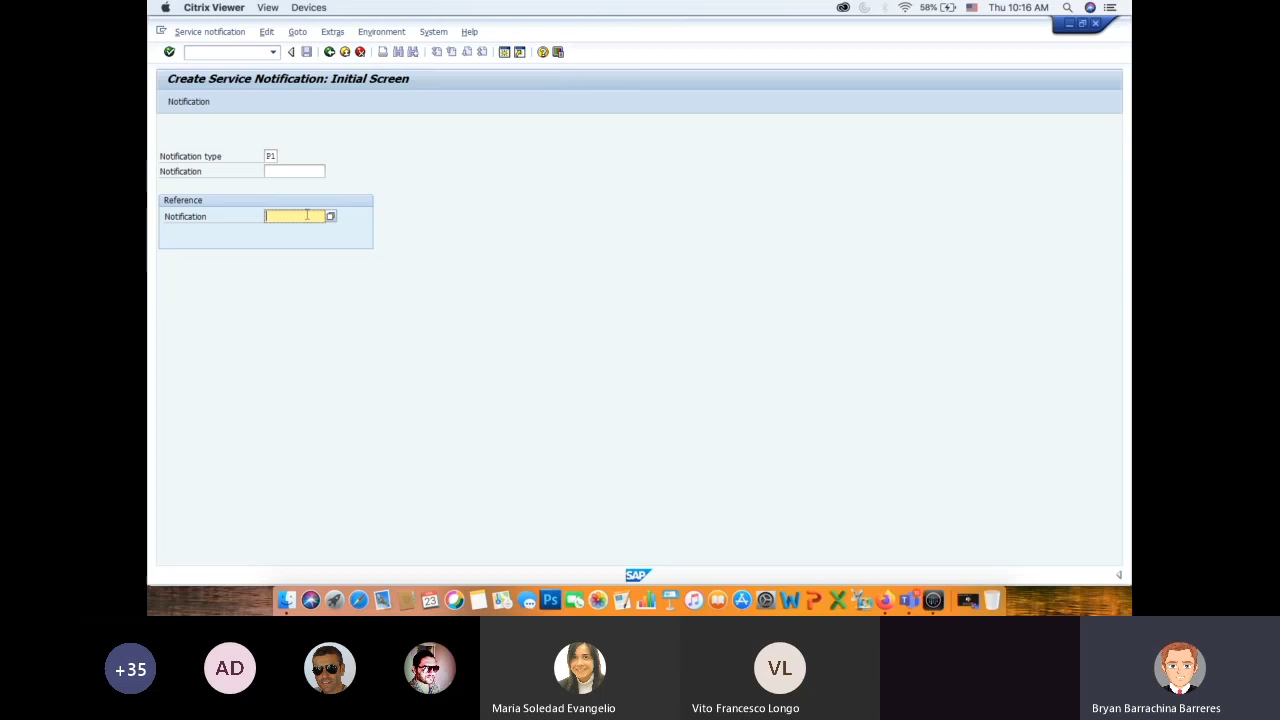 Citrix Viewer View Devices 58% Thu 10:16 AM
Service notification Edit Goto Extras Environment System Help
Create Service Notification: Initial Screen
Notification
Notification type P1
Notification
Reference
Notification
SAP
23
+35 AD VL
Maria Soledad Evangelio Vito Francesco Longo Bryan Barrachina Barreres